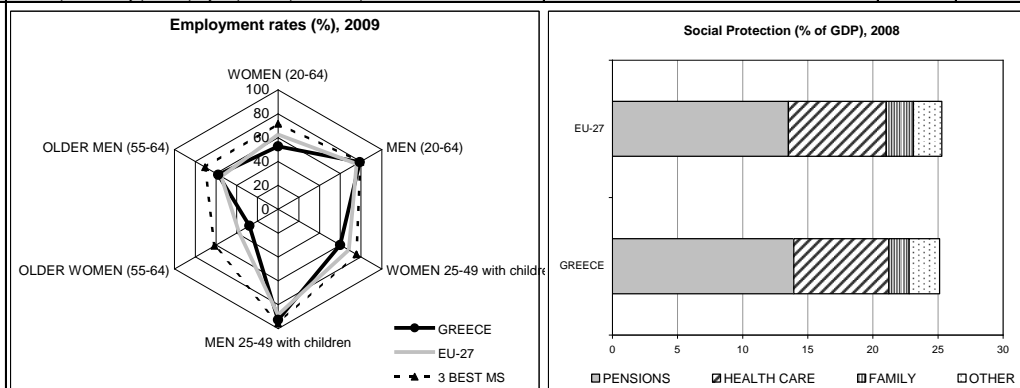 Employment rates (%), 2009
WOMEN (20-64)
100
80
60
40
20
0
MEN (20-64)
WOMEN 25-49 with childre
MEN 25-49 with children
OLDER WOMEN (55-64)
OLDER MEN (55-64)
GREECE
EU-27
3 BEST MS
Social Protection (% of GDP), 2008
EU-27
GREECE
0 5 10 15 20 25 30
PENSIONS HEALTH CARE FAMILY OTHER